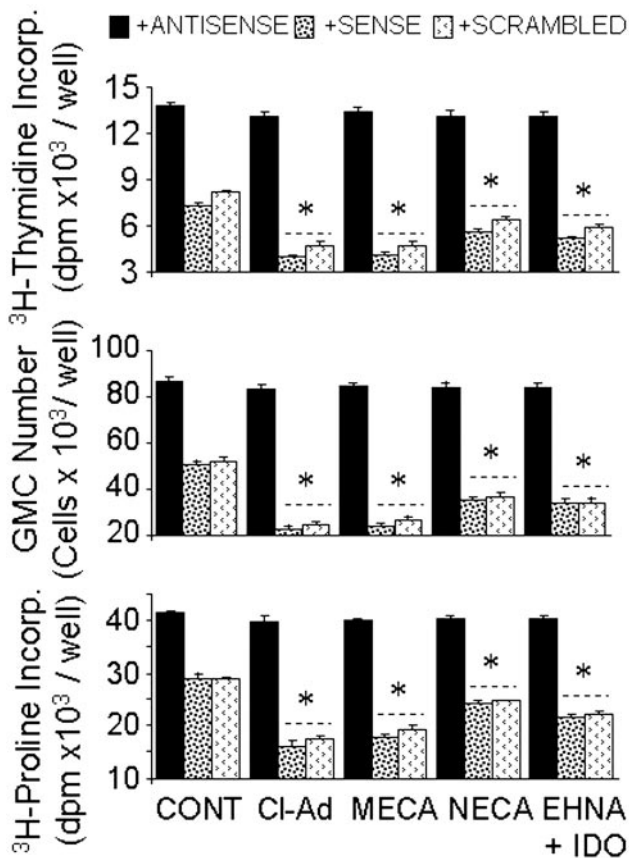 +ANTISENSE +SENSE +SCRAMBLED
³H-Thymidine Incorp.
(dpm x10³ / well)
15
13
9
6
3
*
*
*
*
GMC Number
(Cells x 10³/ well)
100
80
60
40
20
*
*
*
*
³H-Proline Incorp.
(dpm x10³ / well)
40
30
20
10
*
*
*
*
CONT Cl-Ad MECA NECA EHNA
+ IDO